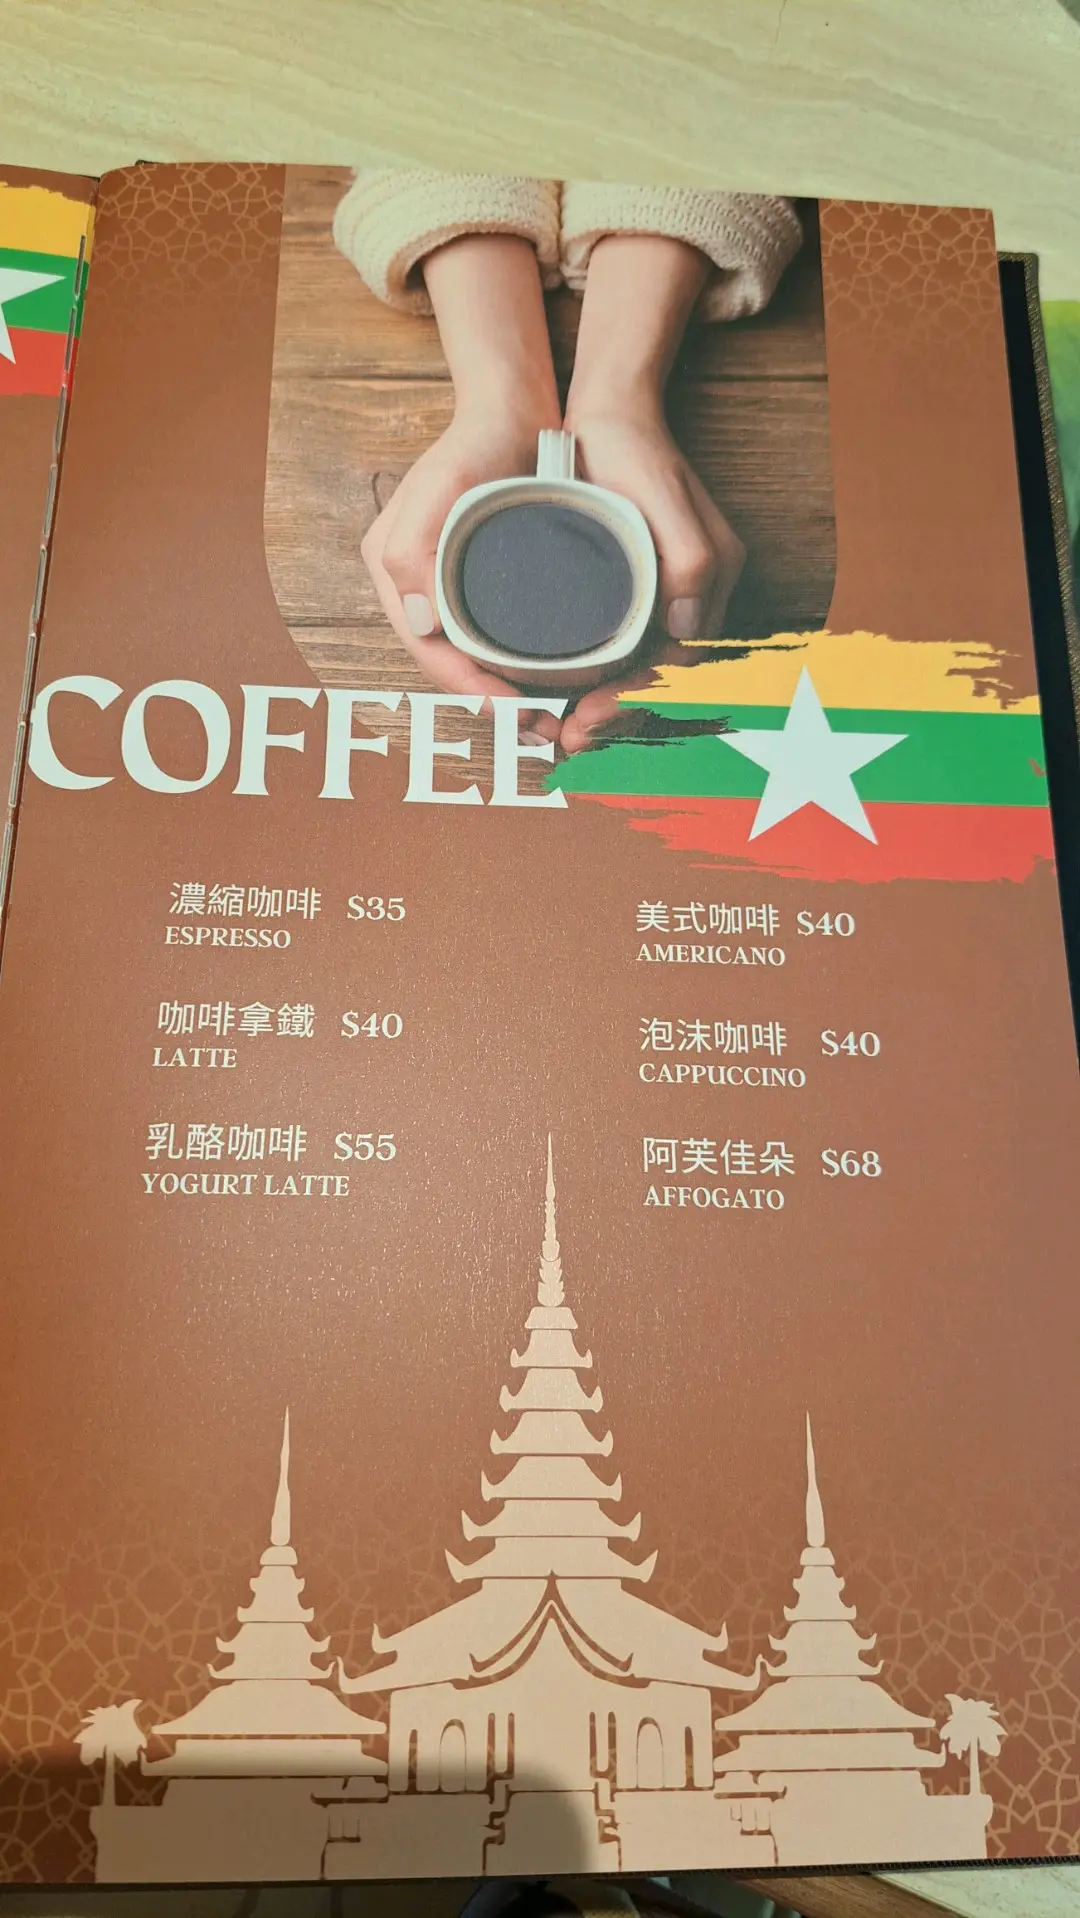 COFFEE
濃縮咖啡 $35
ESPRESSO
美式咖啡 $40
AMERICANO
咖啡拿鐵 $40
LATTE
泡沫咖啡 $40
CAPPUCCINO
乳酪咖啡 $55
YOGURT LATTE
阿芙佳朵 $68
AFFOGATO